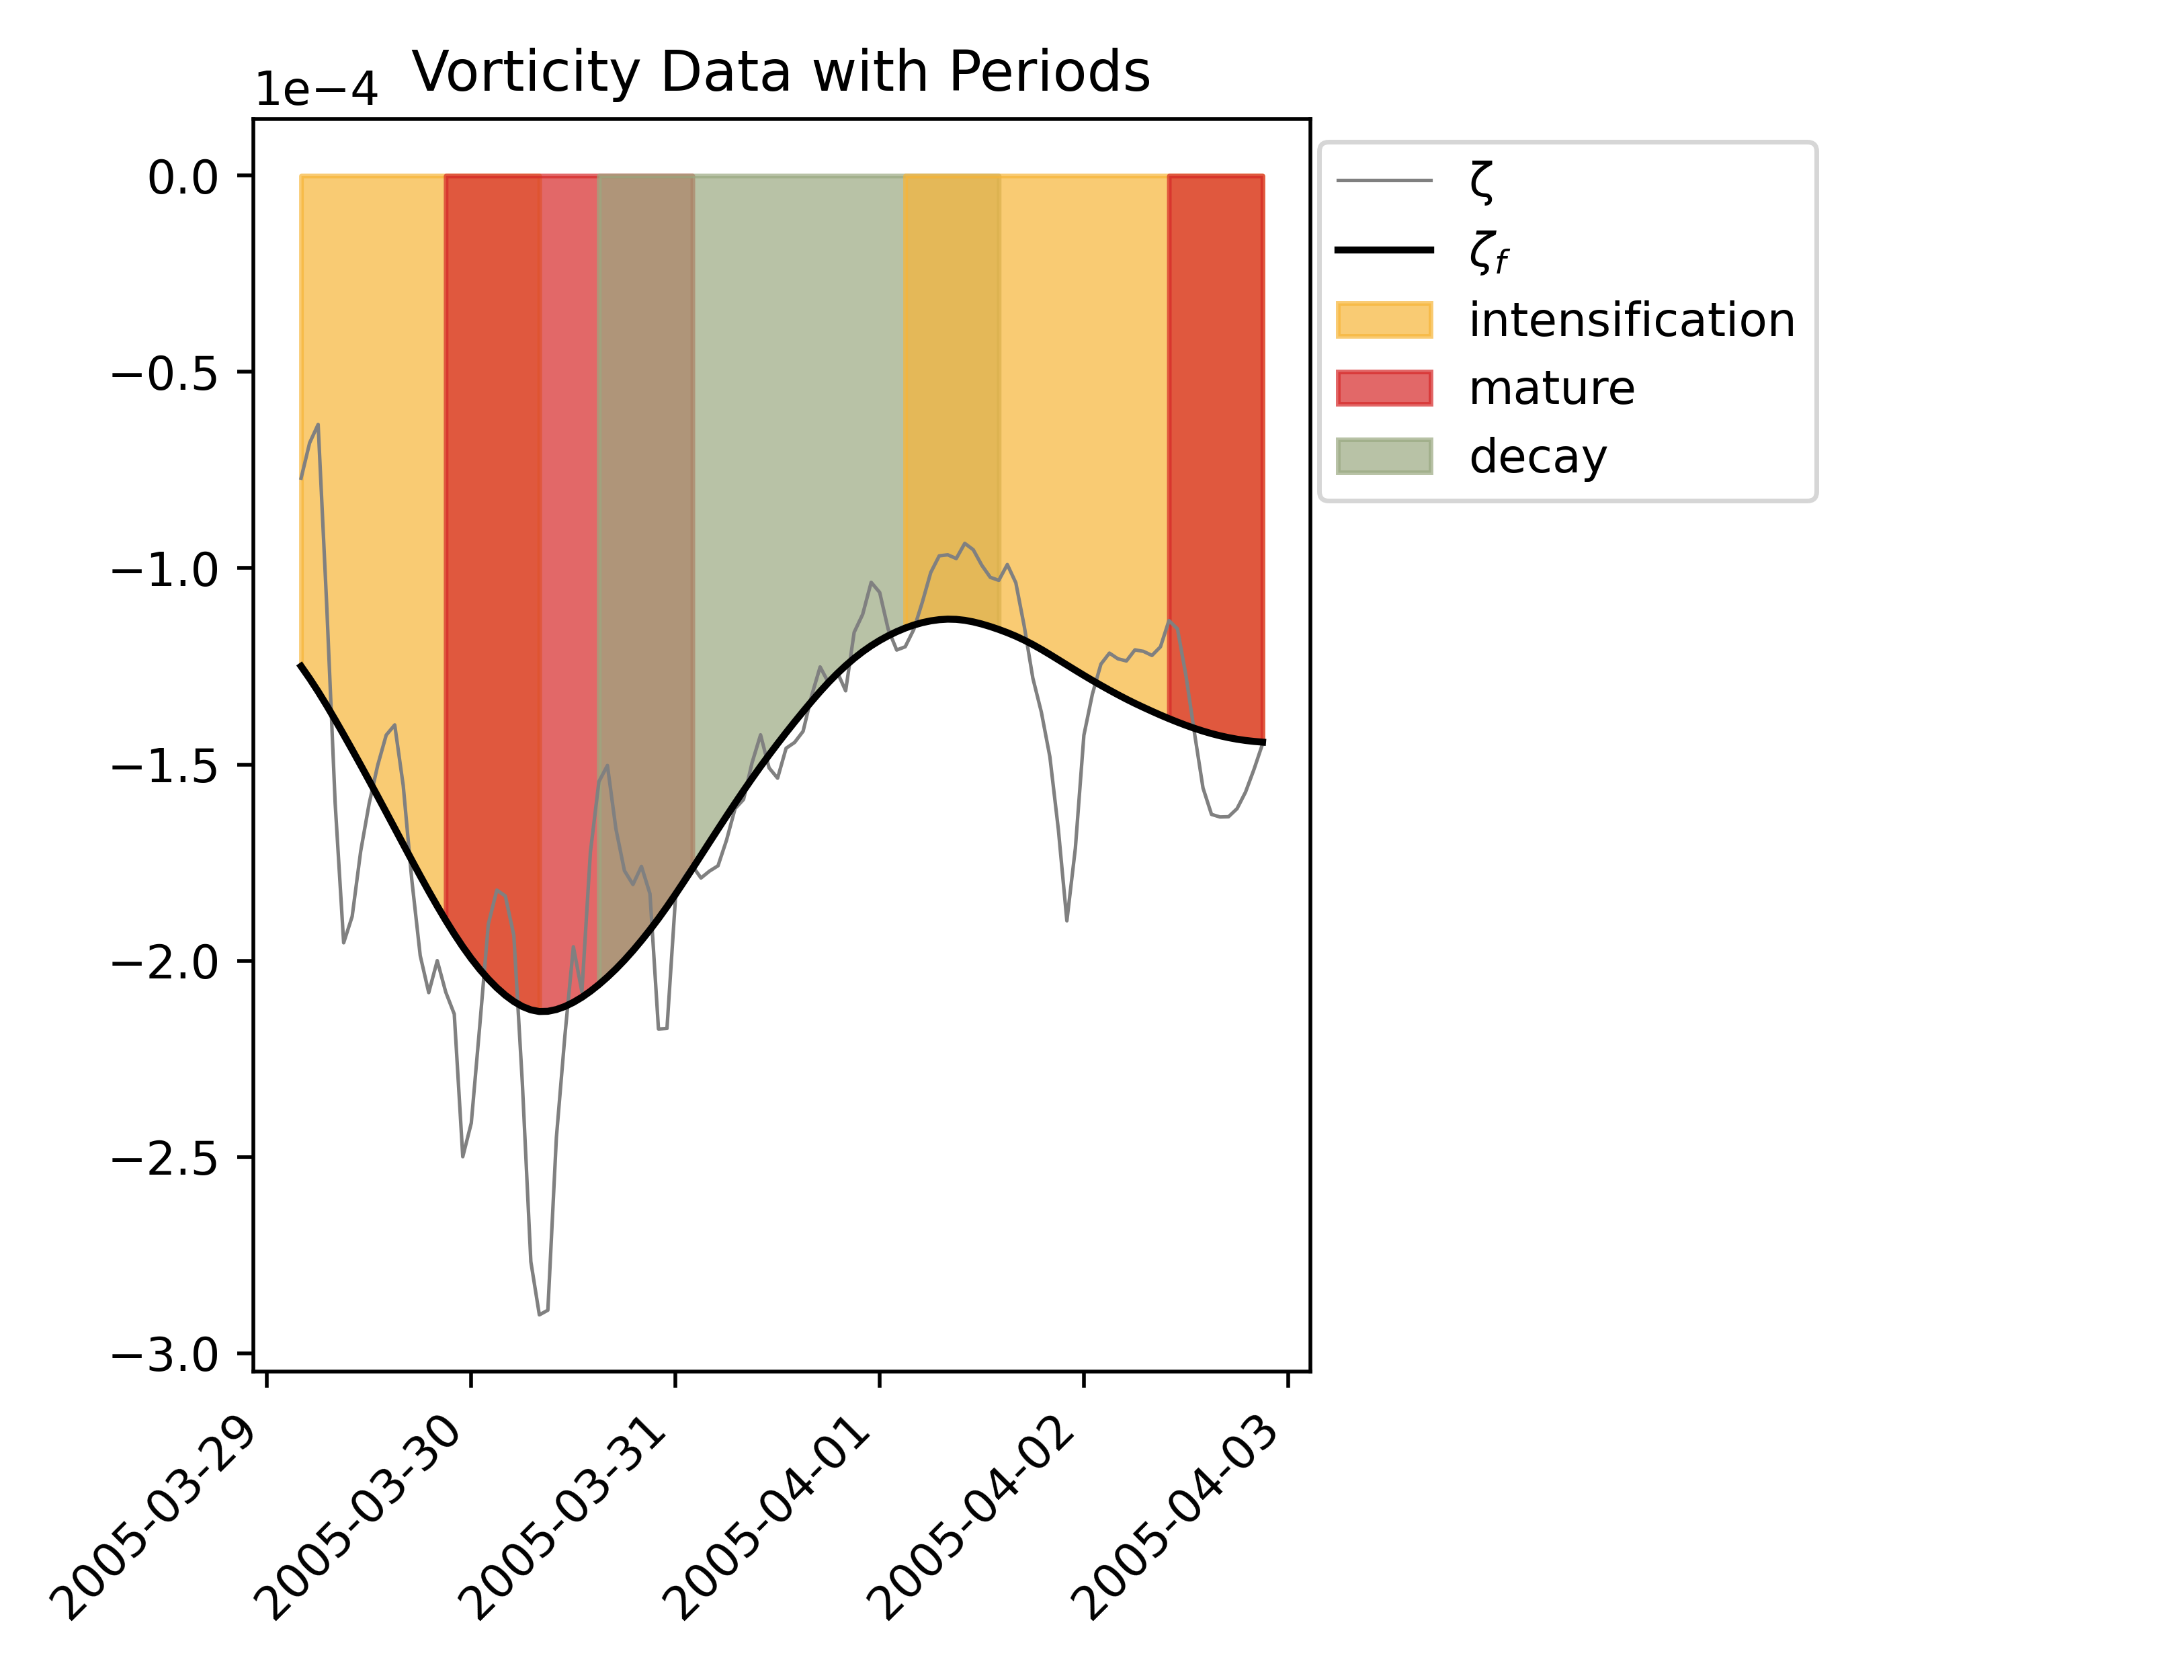 Vorticity Data with Periods
1e−4
0.0
−0.5
−1.0
−1.5
−2.0
−2.5
−3.0
2005-03-29
2005-03-30
2005-03-31
2005-04-01
2005-04-02
2005-04-03
ζ
ζf
intensification
mature
decay